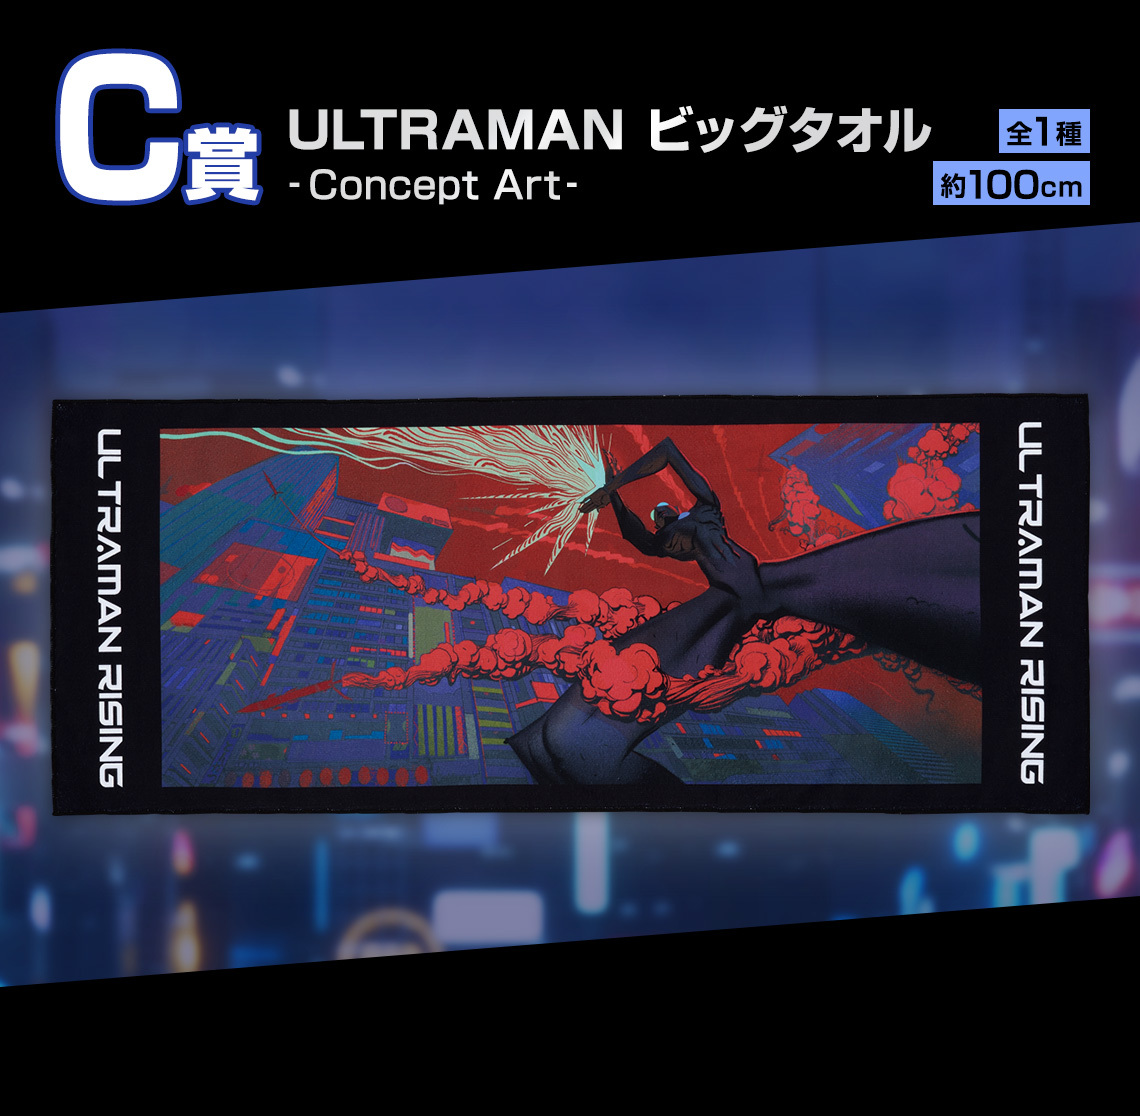 C賞
ULTRAMAN ビッグタオル
-Concept Art-
全1種
約100cm
ULTRAMAN RISING
ULTRAMAN RISING